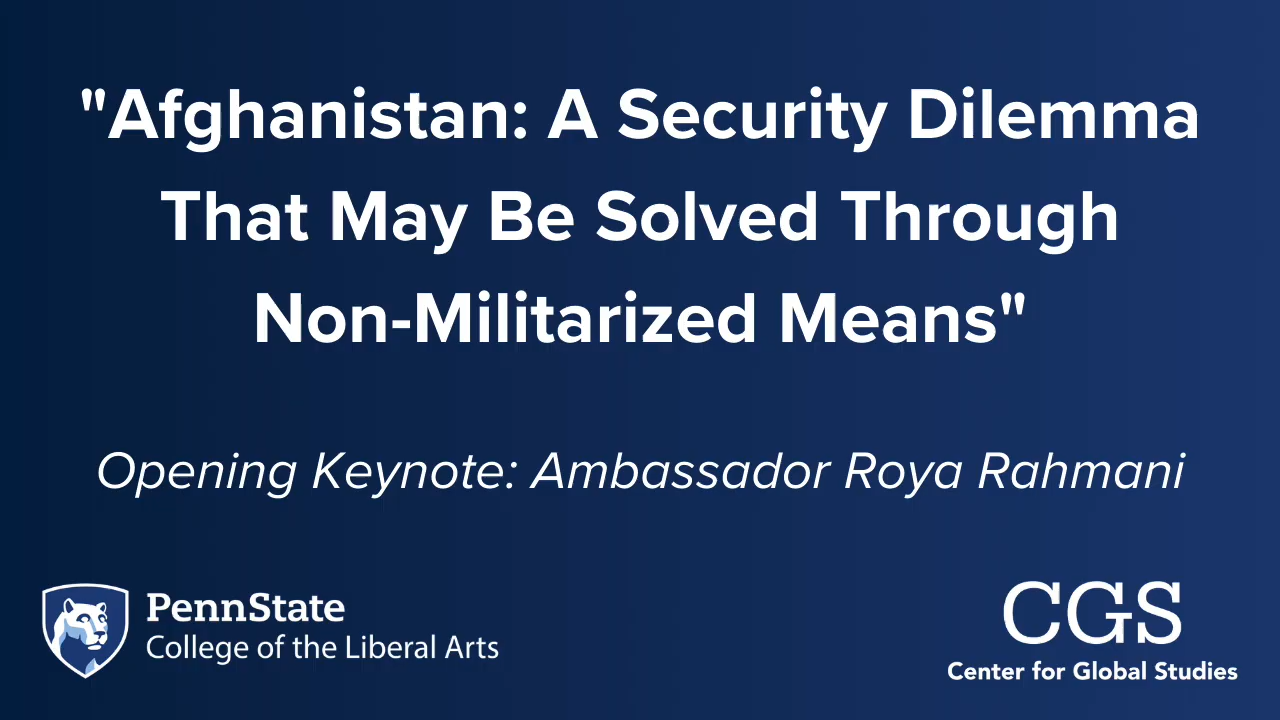 "Afghanistan: A Security Dilemma
That May Be Solved Through
Non-Militarized Means"
Opening Keynote: Ambassador Roya Rahmani
PennState
College of the Liberal Arts
CGS
Center for Global Studies